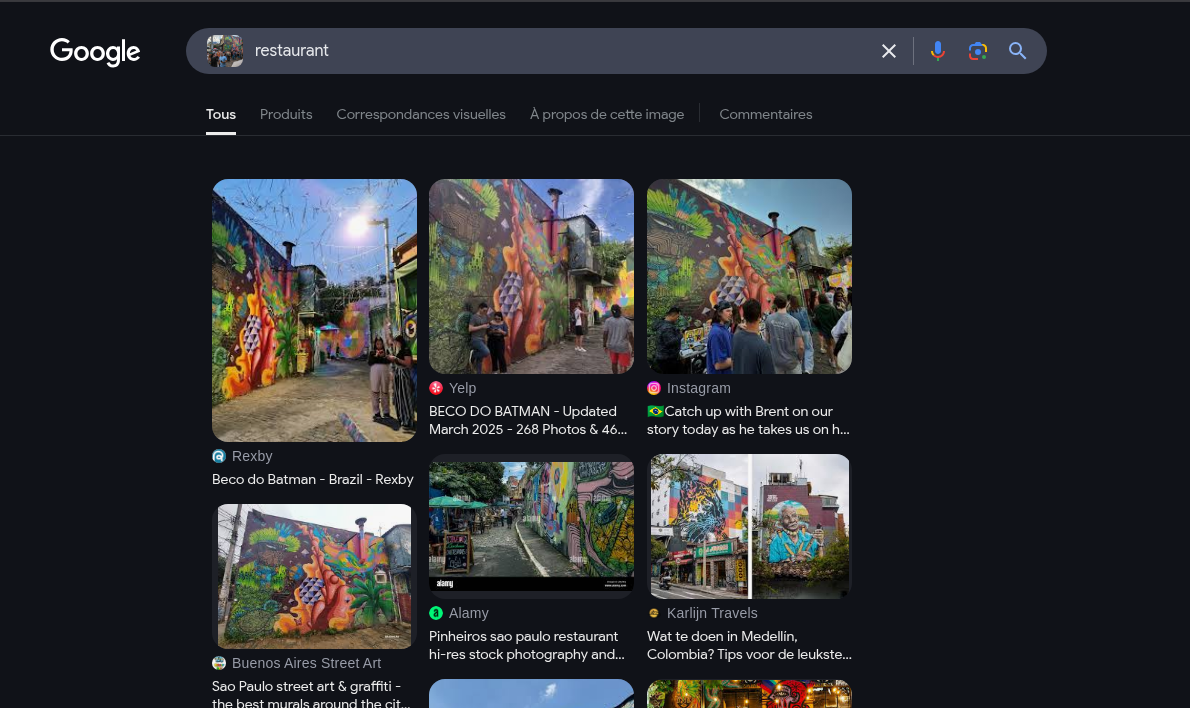 Google
restaurant
Tous
Produits
Correspondances visuelles
À propos de cette image
Commentaires
Rexby
Beco do Batman - Brazil - Rexby
Yelp
BECO DO BATMAN - Updated
March 2025 - 268 Photos & 46...
Instagram
🇧🇷Catch up with Brent on our
story today as he takes us on h...
Buenos Aires Street Art
Sao Paulo street art & graffiti -
the best murals around the cit...
alamy
alamy
Alamy
Pinheiros sao paulo restaurant
hi-res stock photography and...
Karlijn Travels
Wat te doen in Medellín,
Colombia? Tips voor de leukste...